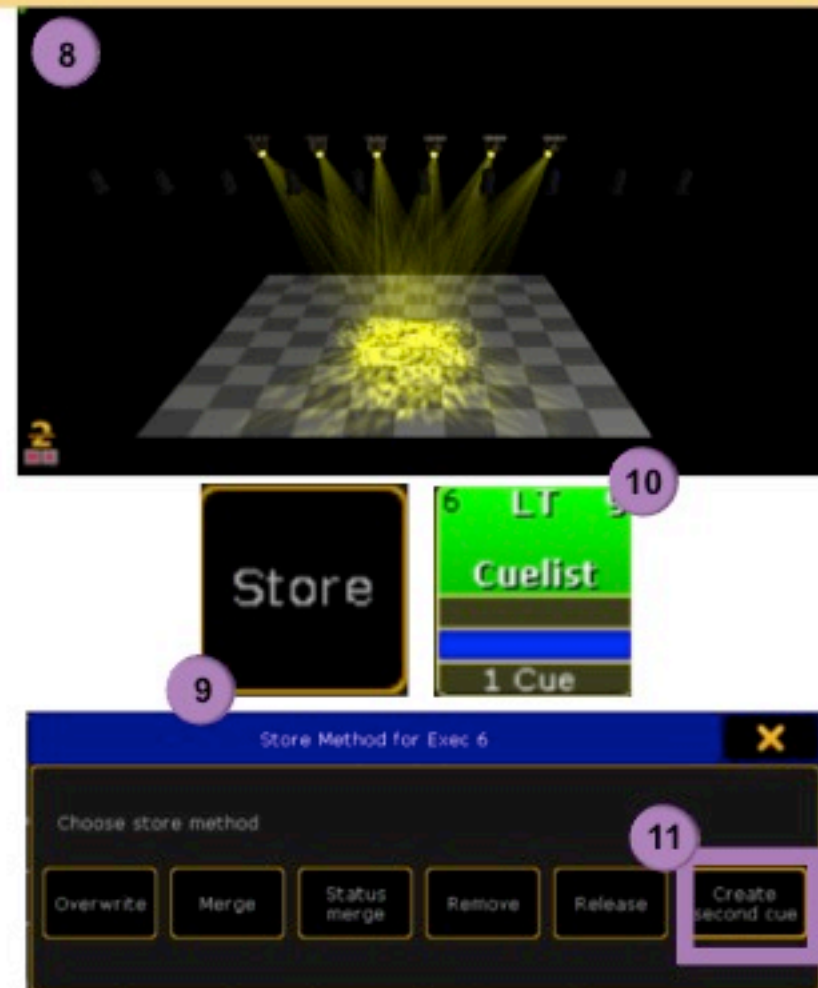 8
2
10
6 LT 9
Cuelist
Store
1 Cue
9
Store Method for Exec 6
Choose store method
11
Overwrite Merge Status merge Remove Release Create second cue